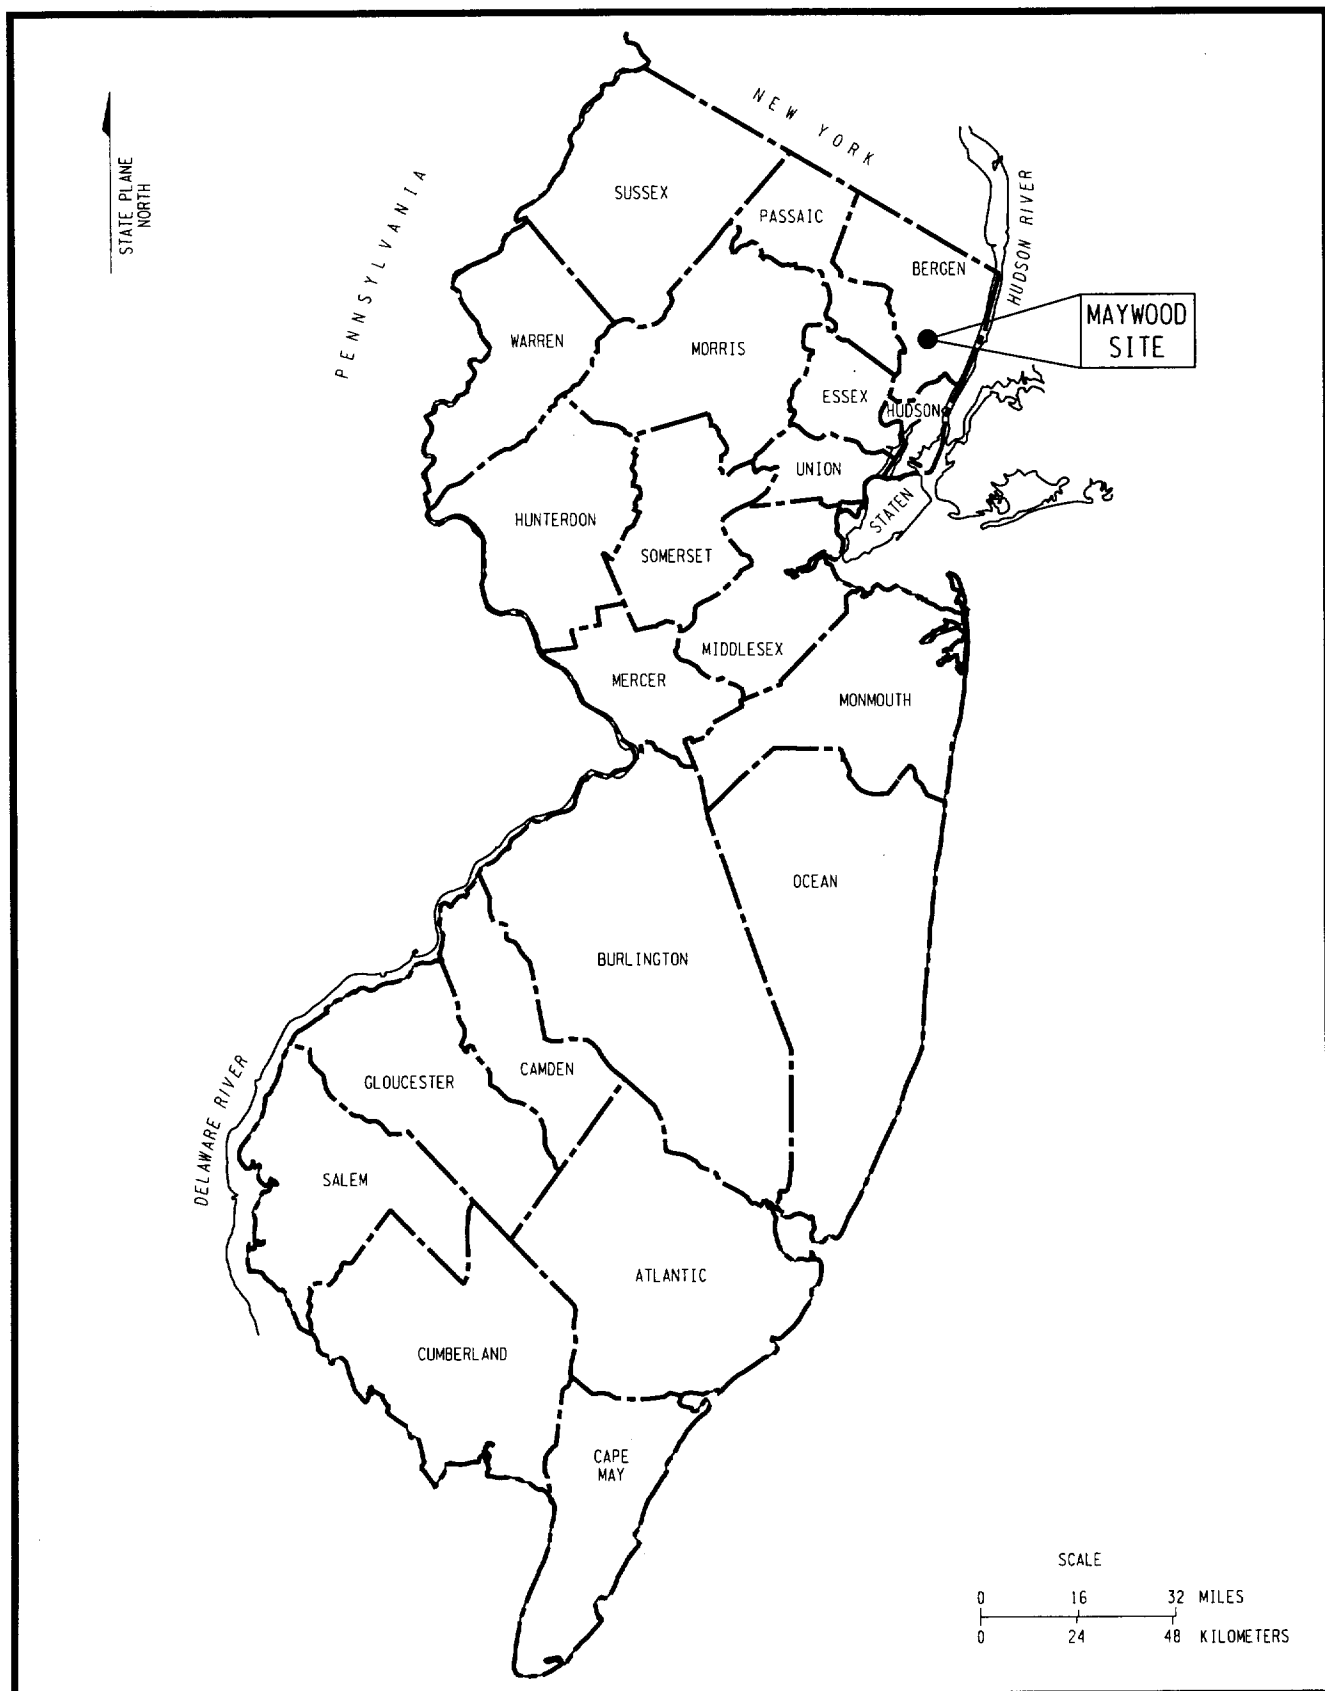 NEW YORK
STATE PLANE
NORTH
PENNSYLVANIA
HUDSON RIVER
SUSSEX
PASSAIC
BERGEN
MAYWOOD
SITE
WARREN
MORRIS
ESSEX
HUDSON
UNION
STATEN
HUNTERDON
SOMERSET
MIDDLESEX
MERCER
MONMOUTH
OCEAN
BURLINGTON
DELAWARE RIVER
GLOUCESTER
CAMDEN
SALEM
ATLANTIC
CUMBERLAND
CAPE
MAY
SCALE
0 16 32 MILES
0 24 48 KILOMETERS